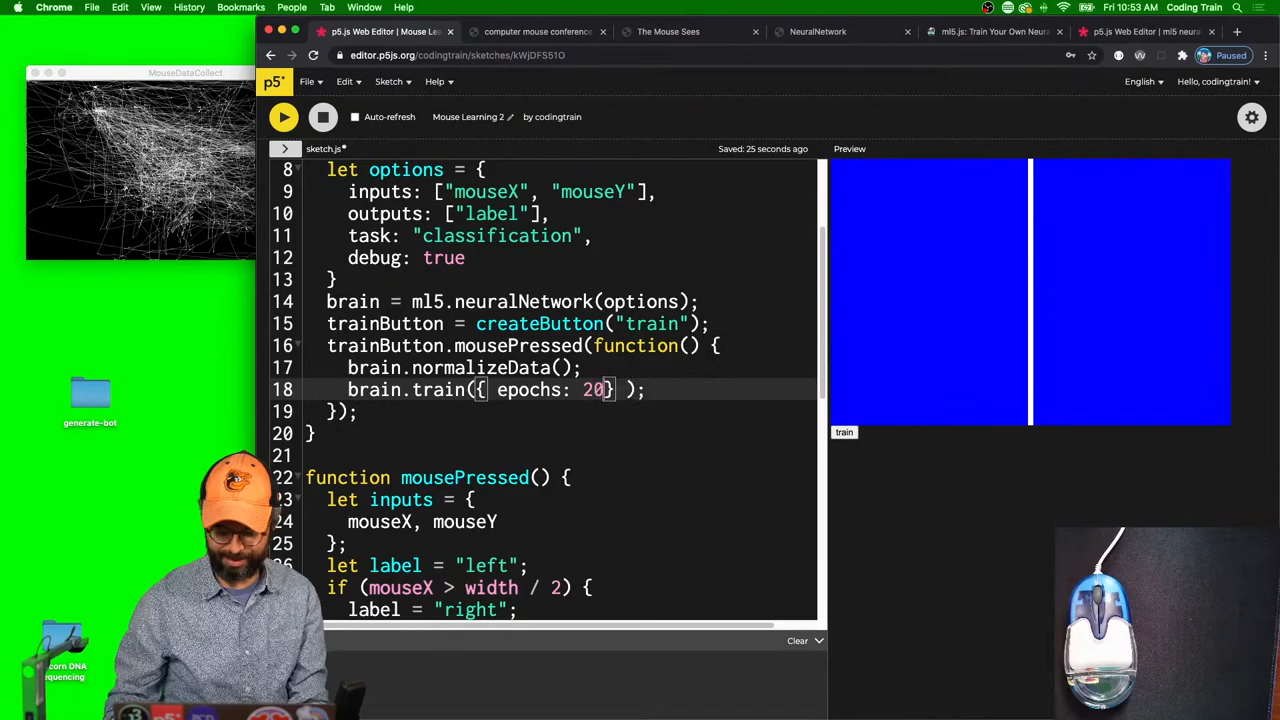 Chrome File Edit View History Bookmarks People Tab Window Help Fri 10:53 AM Coding Train
p5.js Web Editor | Mouse Lea
computer mouse conference
The Mouse Sees
NeuralNetwork
ml5.js: Train Your Own Neura
p5.js Web Editor | ml5 neura
MouseDataCollect
editor.p5js.org/codingtrain/sketches/kWjDFS51O
Paused
p5* File Edit Sketch Help English Hello, codingtrain!
Auto-refresh Mouse Learning 2 by codingtrain
sketch.js Saved: 25 seconds ago Preview
8 let options = {
9 inputs: ["mouseX", "mouseY"],
10 outputs: ["label"],
11 task: "classification",
12 debug: true
13 }
14 brain = ml5.neuralNetwork(options);
15 trainButton = createButton("train");
16 trainButton.mousePressed(function() {
17 brain.normalizeData();
18 brain.train({ epochs: 20} );
19 });
20 }
21
22 function mousePressed() {
23 let inputs = {
24 mouseX, mouseY
25 };
26 let label = "left";
27 if (mouseX > width / 2) {
28 label = "right";
train
generate-bot
Clear
corn DNA
equencing